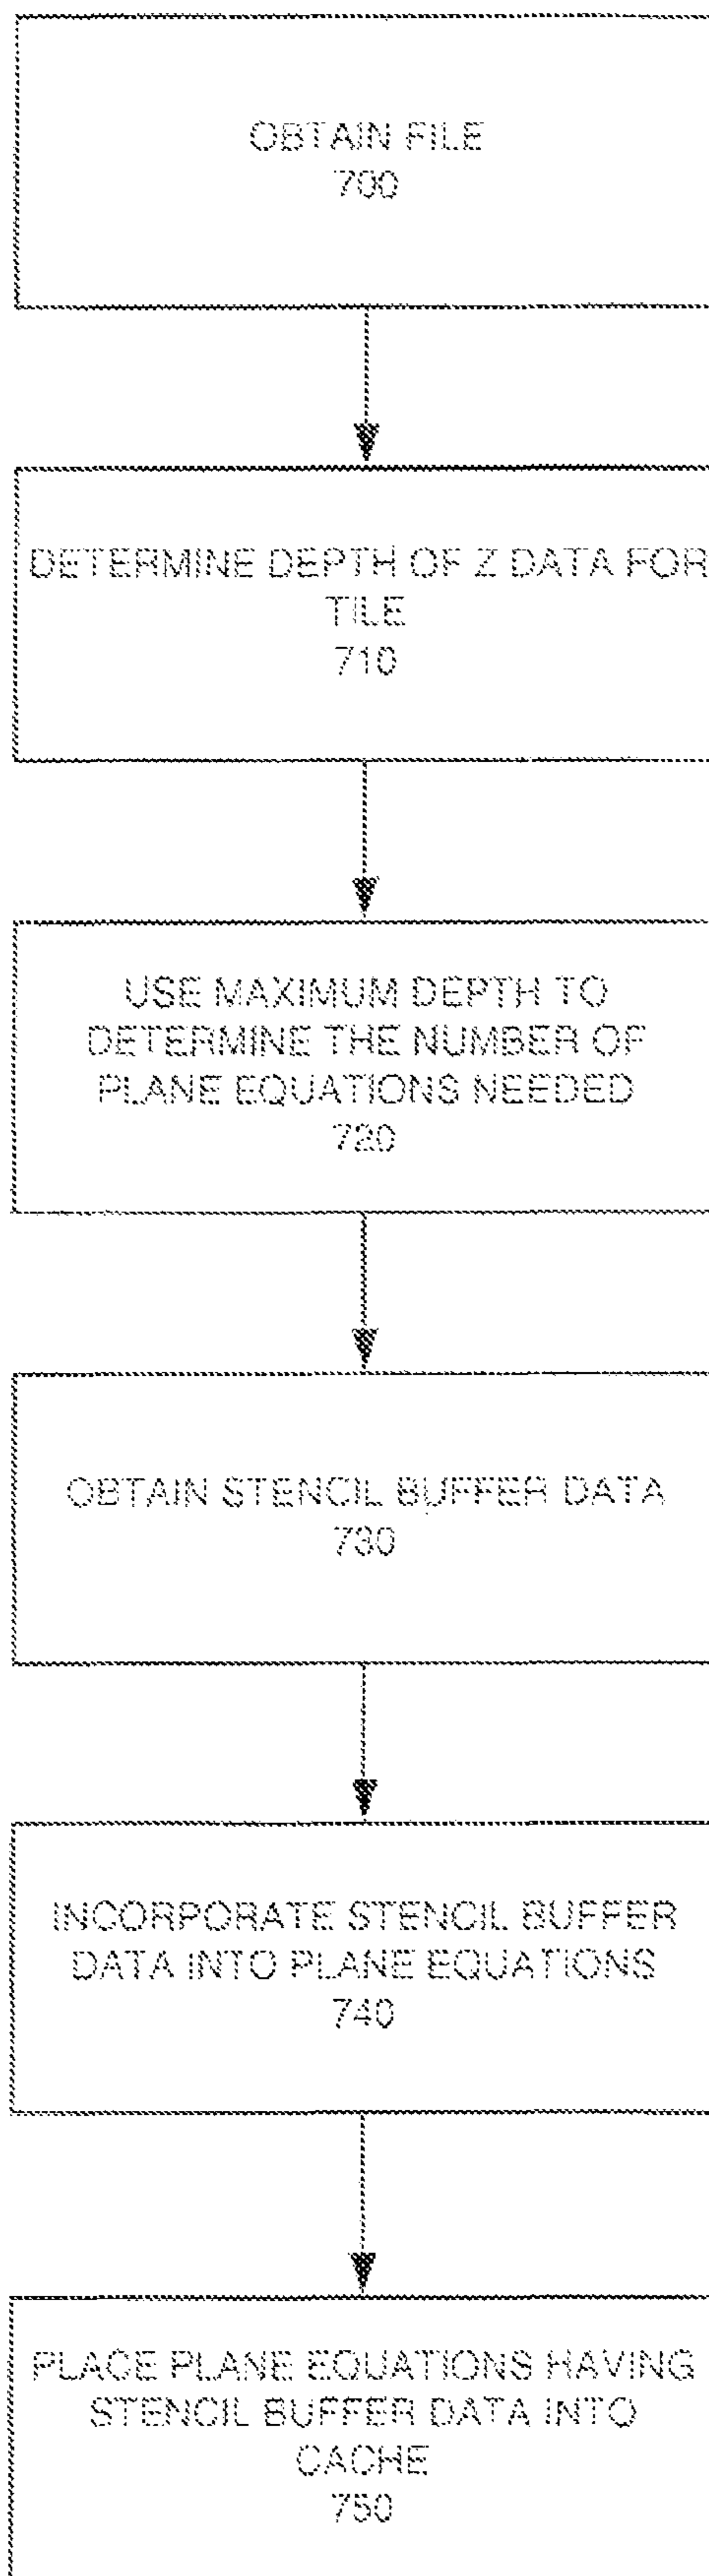 OBTAIN FILE
700
DETERMINE DEPTH OF Z DATA FOR
TILE
710
USE MAXIMUM DEPTH TO
DETERMINE THE NUMBER OF
PLANE EQUATIONS NEEDED
720
OBTAIN STENCIL BUFFER DATA
730
INCORPORATE STENCIL BUFFER
DATA INTO PLANE EQUATIONS
740
PLACE PLANE EQUATIONS HAVING
STENCIL BUFFER DATA INTO
CACHE
750